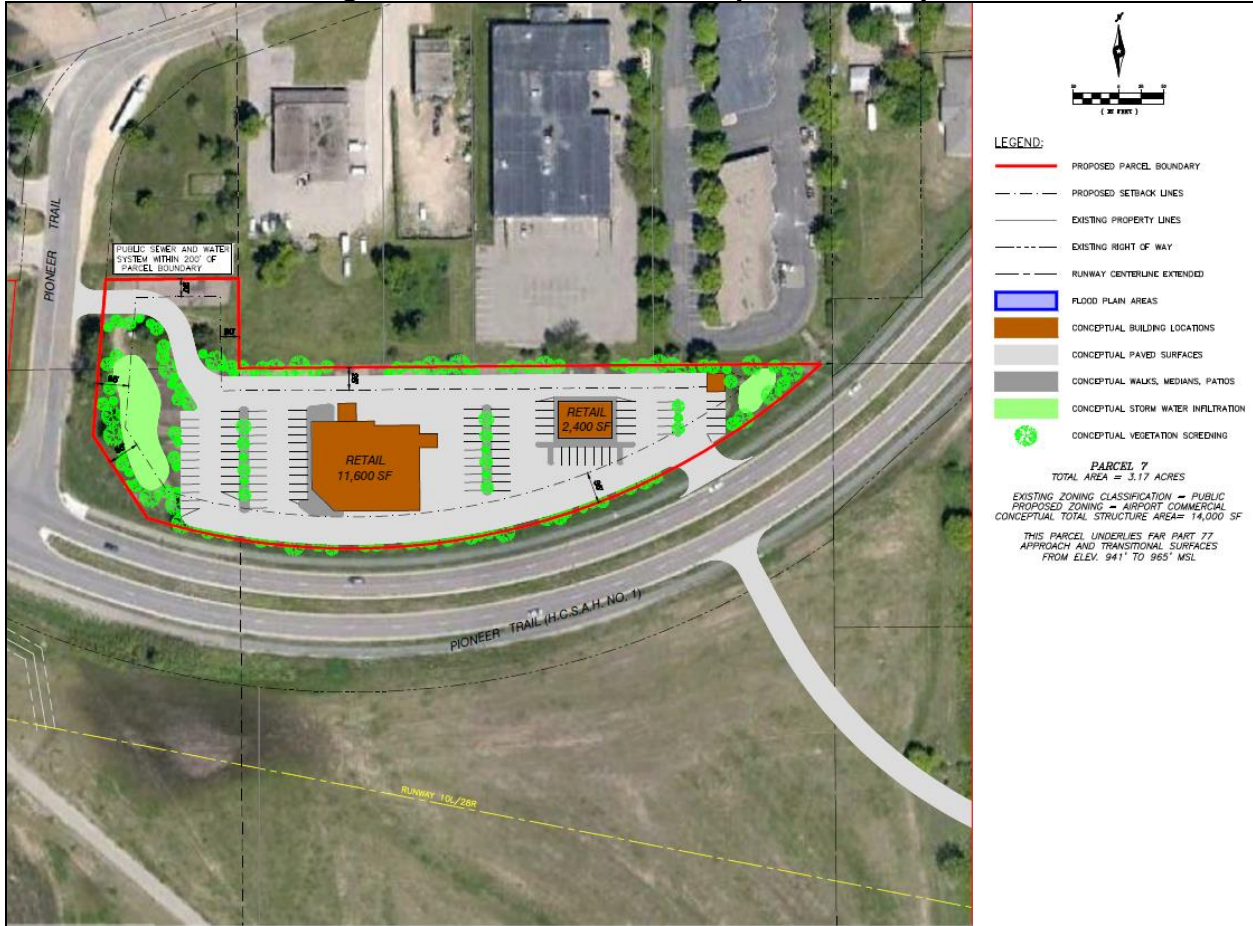 PIONEER TRAIL
PUBLIC SEWER AND WATER
SYSTEM WITHIN 200' OF
PARCEL BOUNDARY
RETAIL
11,600 SF
RETAIL
2,400 SF
PIONEER TRAIL (H.C.S.A.H. NO. 1)
RUNWAY 10L/28R
LEGEND:
PROPOSED PARCEL BOUNDARY
PROPOSED SETBACK LINES
EXISTING PROPERTY LINES
EXISTING RIGHT OF WAY
RUNWAY CENTERLINE EXTENDED
FLOOD PLAIN AREAS
CONCEPTUAL BUILDING LOCATIONS
CONCEPTUAL PAVED SURFACES
CONCEPTUAL WALKS, MEDIANS, PATIOS
CONCEPTUAL STORM WATER INFILTRATION
CONCEPTUAL VEGETATION SCREENING
PARCEL 7
TOTAL AREA = 3.17 ACRES
EXISTING ZONING CLASSIFICATION = PUBLIC
PROPOSED ZONING = AIRPORT COMMERCIAL
CONCEPTUAL TOTAL STRUCTURE AREA= 14,000 SF
THIS PARCEL UNDERLIES FAR PART 77
APPROACH AND TRANSITIONAL SURFACES
FROM ELEV. 941' TO 965' MSL